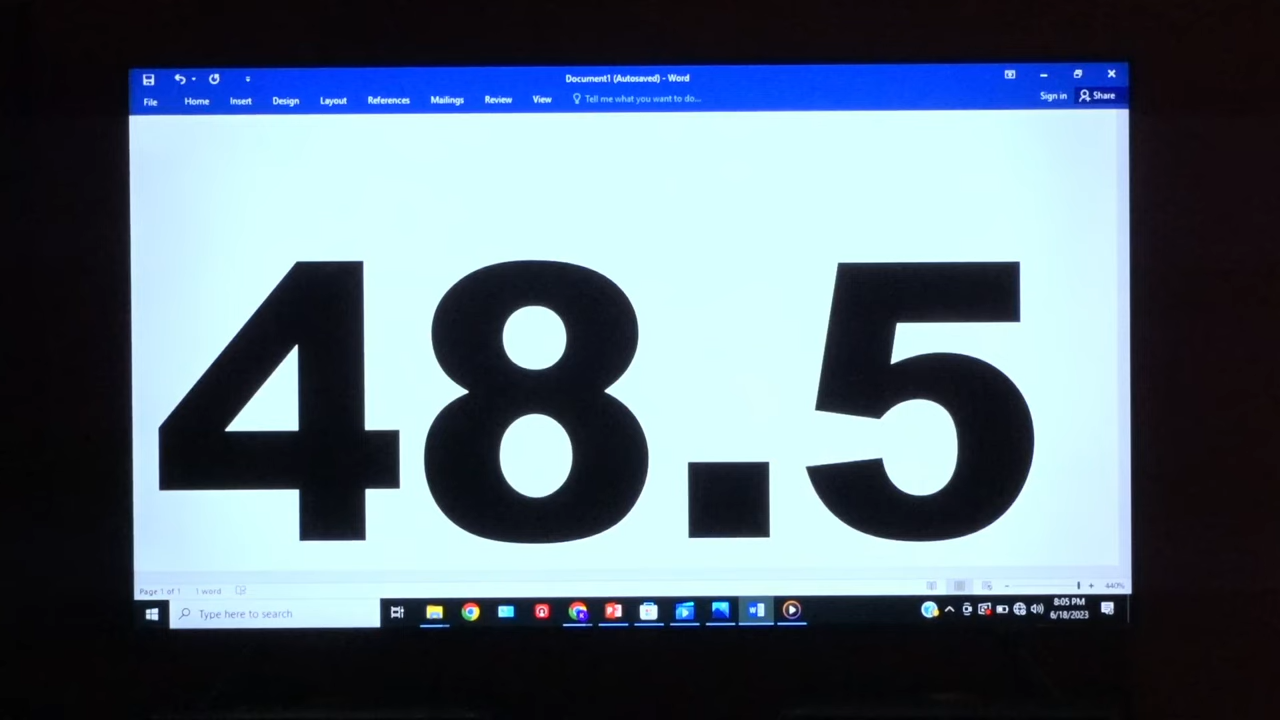 Document1 (Autosaved) - Word
File Home Insert Design Layout References Mailings Review View Tell me what you want to do... Sign in Share
48.5
Page 1 of 1 1 word 440%
Type here to search
8:05 PM
6/18/2023